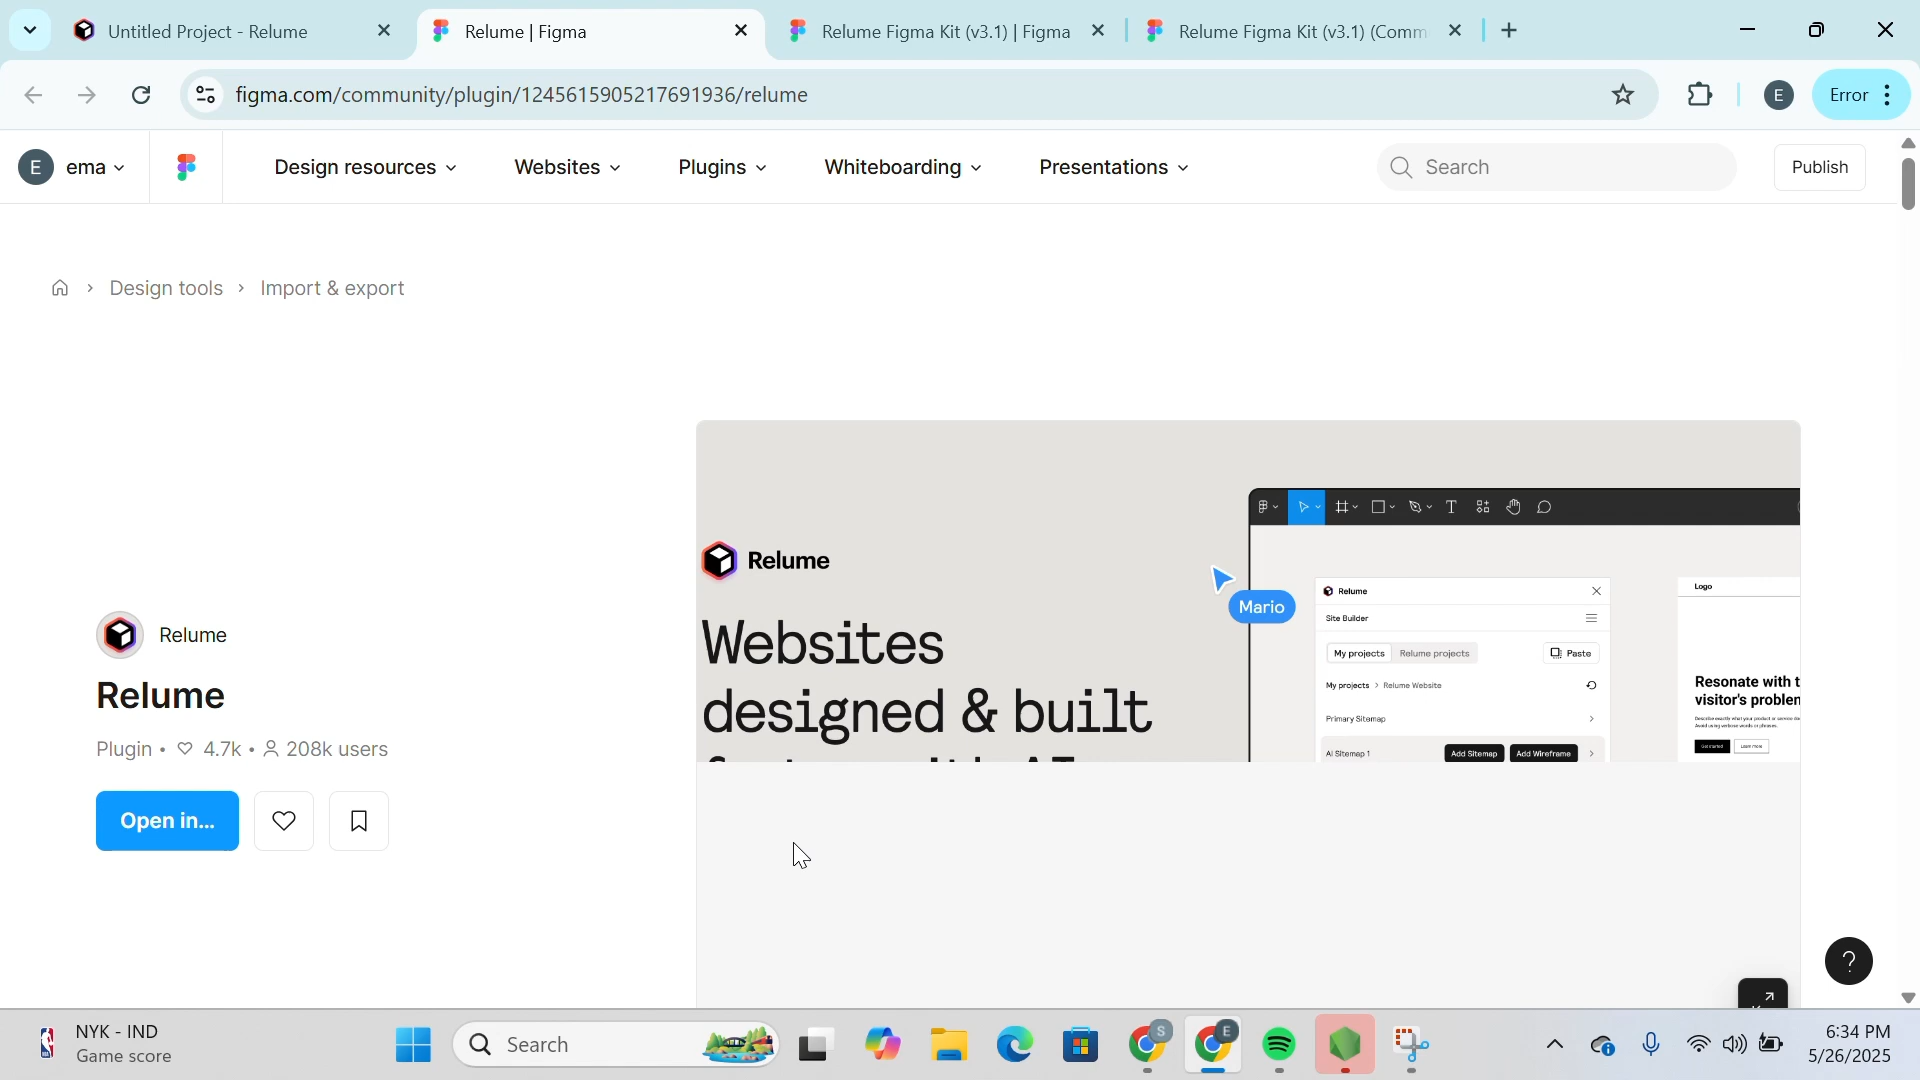 Untitled Project - Relume
Relume | Figma
Relume Figma Kit (v3.1) | Figma
Relume Figma Kit (v3.1) (Comm
figma.com/community/plugin/1245615905217691936/relume
E
Error
E
ema
Design resources
Websites
Plugins
Whiteboarding
Presentations
Search
Publish
Design tools
Import & export
Relume
Websites
designed & built
Mario
Relume
Site Builder
My projects
Relume projects
Paste
My projects > Relume Website
Primary Sitemap
AI Sitemap 1
Add Sitemap
Add Wireframe
Logo
Resonate with t
visitor's problem
Relume
Relume
Plugin • 4.7k • 208k users
Open in...
?
NYK - IND
Game score
Search
S
E
6:34 PM
5/26/2025